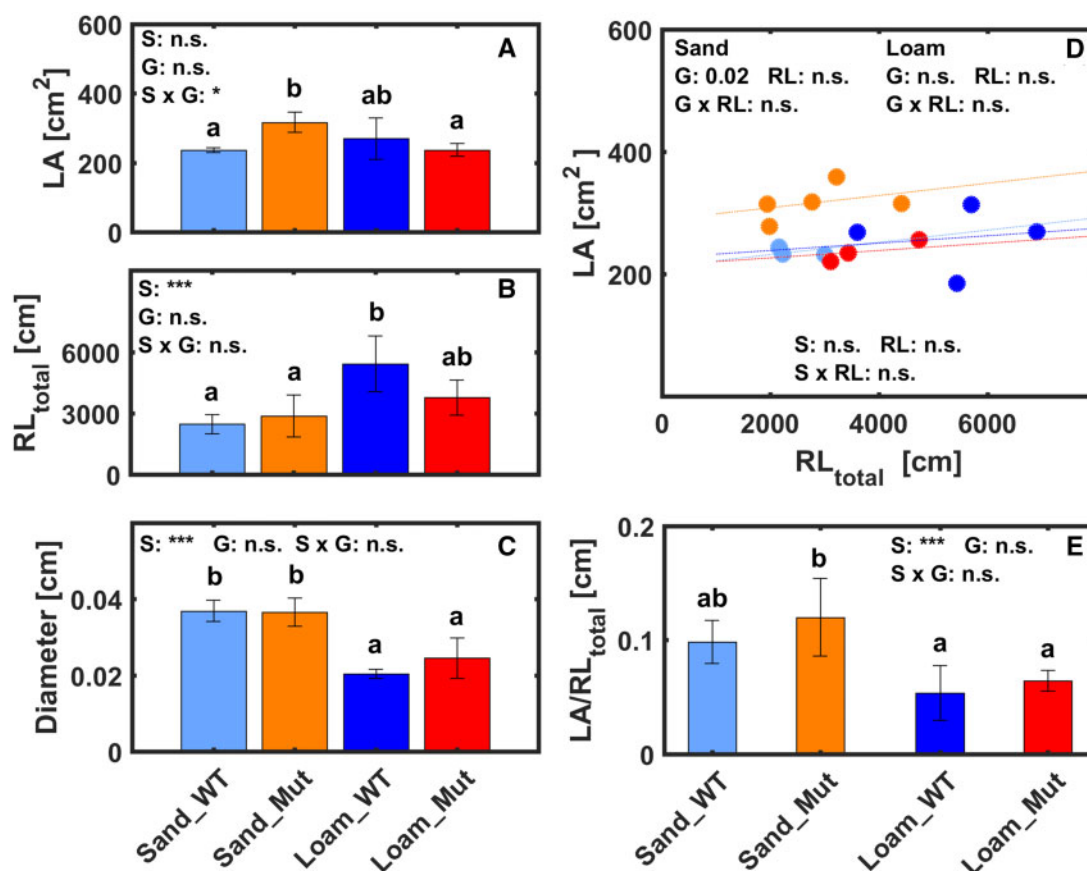 A
S: n.s.
G: n.s.
S x G: *
600
400
200
0
LA [cm2]
a
b
ab
a
B
S: ***
G: n.s.
S x G: n.s.
6000
3000
0
RLtotal [cm]
a
a
b
ab
C
S: *** G: n.s. S x G: n.s.
0.04
0.02
0
Diameter [cm]
b
b
a
a
Sand_WT
Sand_Mut
Loam_WT
Loam_Mut
D
Sand
G: 0.02 RL: n.s.
G x RL: n.s.
Loam
G: n.s. RL: n.s.
G x RL: n.s.
600
400
200
LA [cm2]
S: n.s. RL: n.s.
S x RL: n.s.
0
2000
4000
6000
RLtotal [cm]
E
S: *** G: n.s.
S x G: n.s.
0.2
0.1
0
LA/RLtotal [cm]
ab
b
a
a
Sand_WT
Sand_Mut
Loam_WT
Loam_Mut